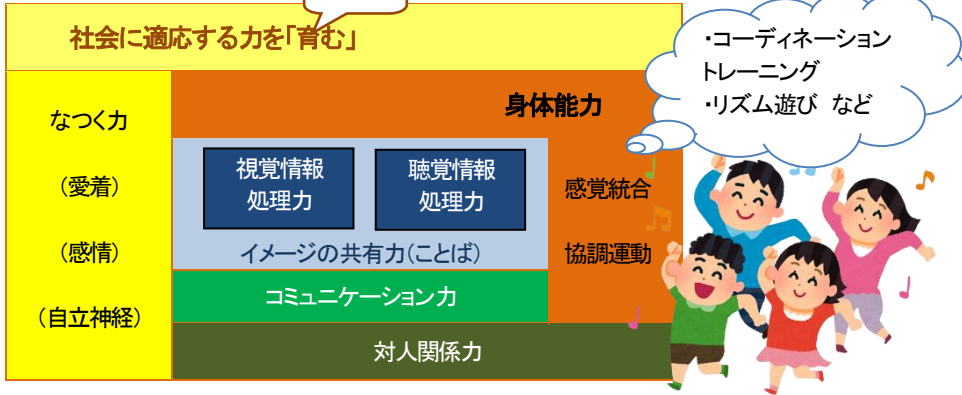 社会に適応する力を「育む」
・コーディネーション
トレーニング
・リズム遊び など
なつく力
(愛着)
(感情)
(自立神経)
身体能力
視覚情報
処理力
聴覚情報
処理力
イメージの共有力(ことば)
感覚統合
協調運動
コミュニケーション力
対人関係力